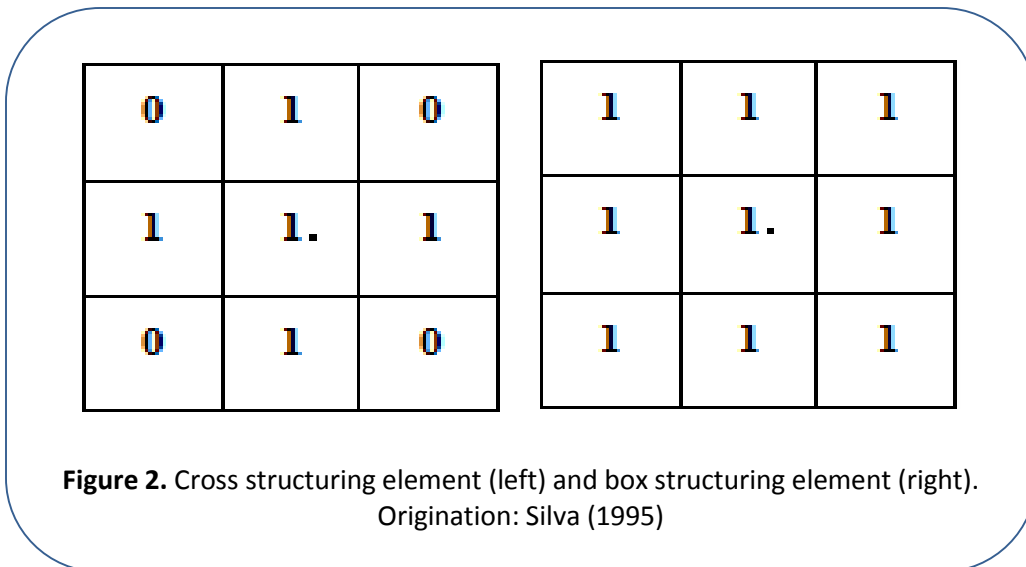 0 1 0
1 1. 1
0 1 0
1 1 1
1 1. 1
1 1 1
Figure 2. Cross structuring element (left) and box structuring element (right).
Origination: Silva (1995)